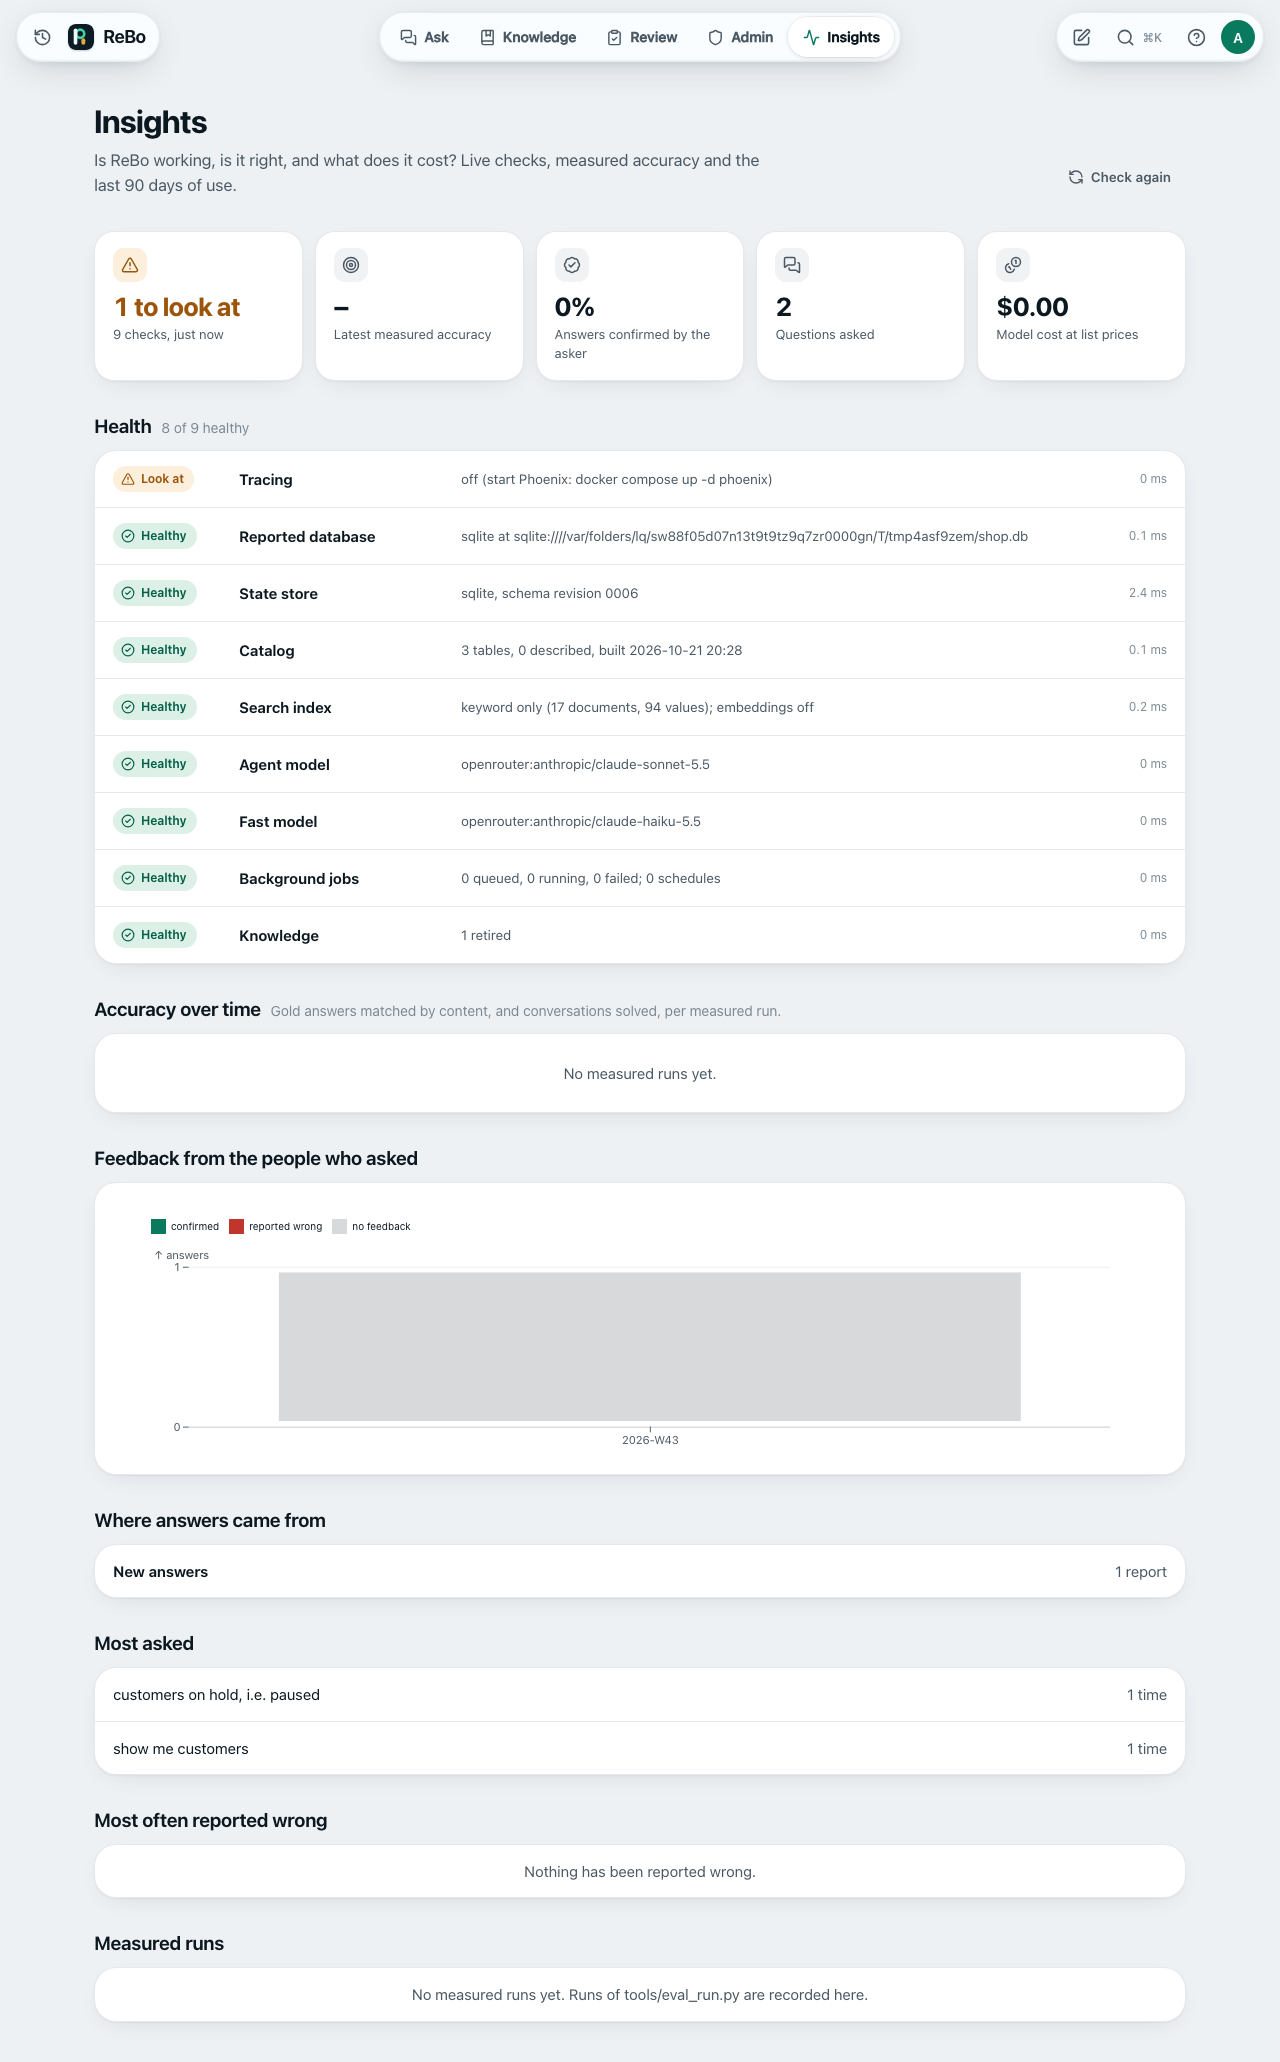 ReBo
Ask
Knowledge
Review
Admin
Insights
⌘K
A
Insights
Is ReBo working, is it right, and what does it cost? Live checks, measured accuracy and the
last 90 days of use.
Check again
1 to look at
9 checks, just now
–
Latest measured accuracy
0%
Answers confirmed by the
asker
2
Questions asked
$0.00
Model cost at list prices
Health 8 of 9 healthy
Look at Tracing off (start Phoenix: docker compose up -d phoenix) 0 ms
Healthy Reported database sqlite at sqlite:////var/folders/lq/sw88f05d07n13t9t9tz9q7zr0000gn/T/tmp4asf9zem/shop.db 0.1 ms
Healthy State store sqlite, schema revision 0006 2.4 ms
Healthy Catalog 3 tables, 0 described, built 2026-10-21 20:28 0.1 ms
Healthy Search index keyword only (17 documents, 94 values); embeddings off 0.2 ms
Healthy Agent model openrouter:anthropic/claude-sonnet-5.5 0 ms
Healthy Fast model openrouter:anthropic/claude-haiku-5.5 0 ms
Healthy Background jobs 0 queued, 0 running, 0 failed; 0 schedules 0 ms
Healthy Knowledge 1 retired 0 ms
Accuracy over time Gold answers matched by content, and conversations solved, per measured run.
No measured runs yet.
Feedback from the people who asked
confirmed reported wrong no feedback
↑ answers
1
0
2026-W43
Where answers came from
New answers 1 report
Most asked
customers on hold, i.e. paused 1 time
show me customers 1 time
Most often reported wrong
Nothing has been reported wrong.
Measured runs
No measured runs yet. Runs of tools/eval_run.py are recorded here.